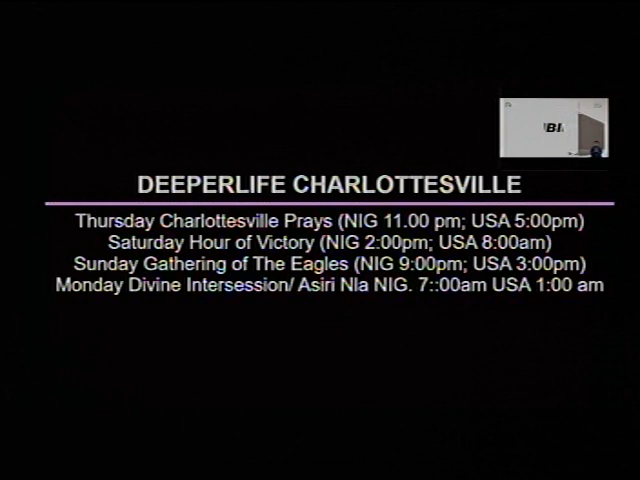 DEEPERLIFE CHARLOTTESVILLE
Thursday Charlottesville Prays (NIG 11.00 pm; USA 5:00pm)
Saturday Hour of Victory (NIG 2:00pm; USA 8:00am)
Sunday Gathering of The Eagles (NIG 9:00pm; USA 3:00pm)
Monday Divine Intersession/ Asiri Nla NIG. 7::00am USA 1:00 am